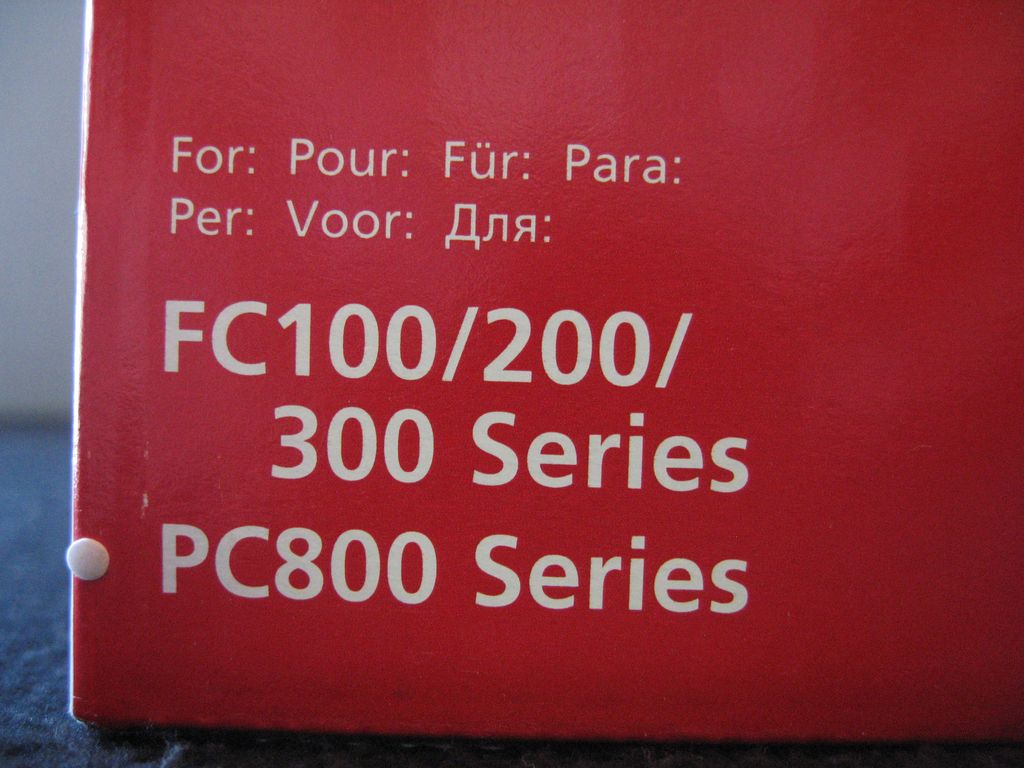 For: Pour: Für: Para:
Per: Voor: Для:
FC100/200/
300 Series
PC800 Series